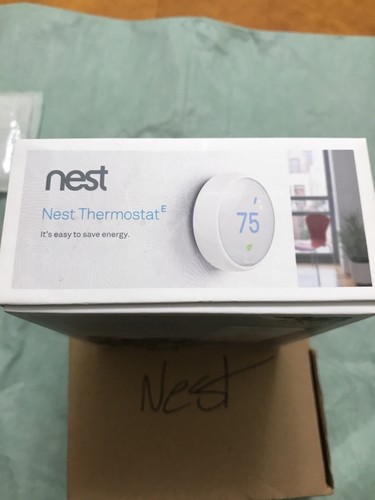 nest
Nest Thermostat E
It's easy to save energy.
75
Nest